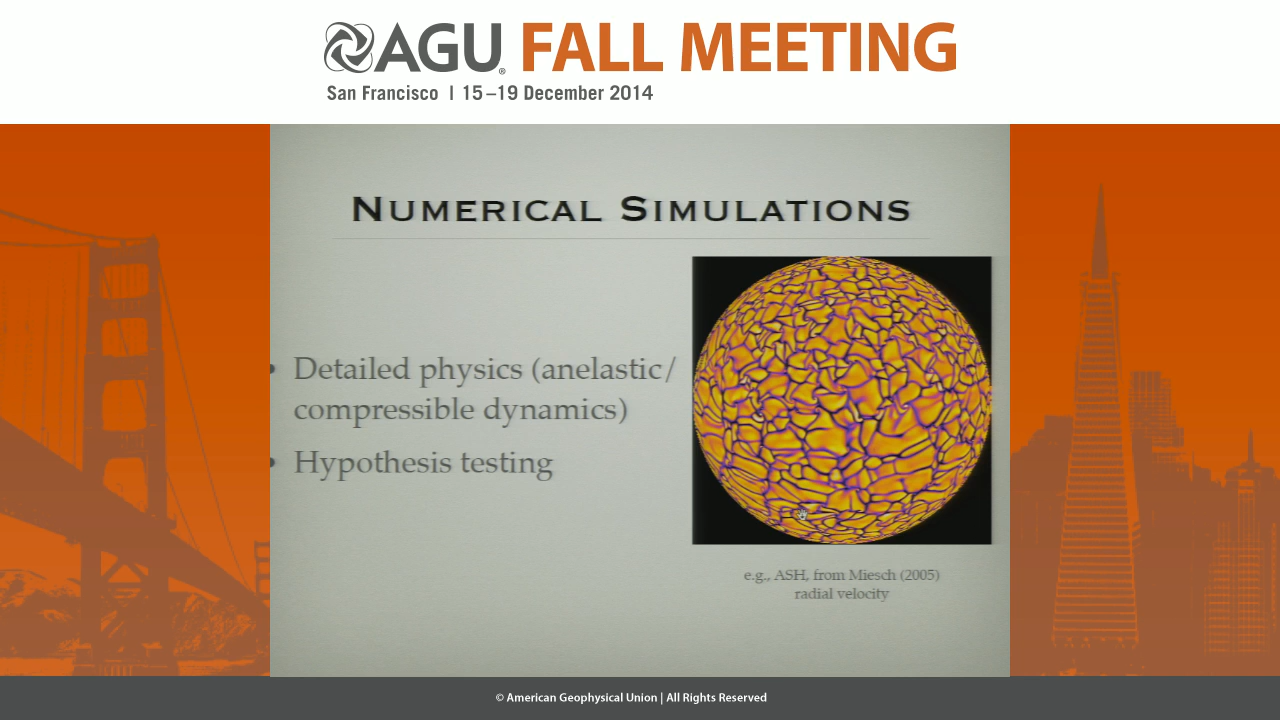 AGU® FALL MEETING
San Francisco | 15–19 December 2014
NUMERICAL SIMULATIONS
• Detailed physics (anelastic/
compressible dynamics)
• Hypothesis testing
e.g., ASH, from Miesch (2005)
radial velocity
© American Geophysical Union | All Rights Reserved